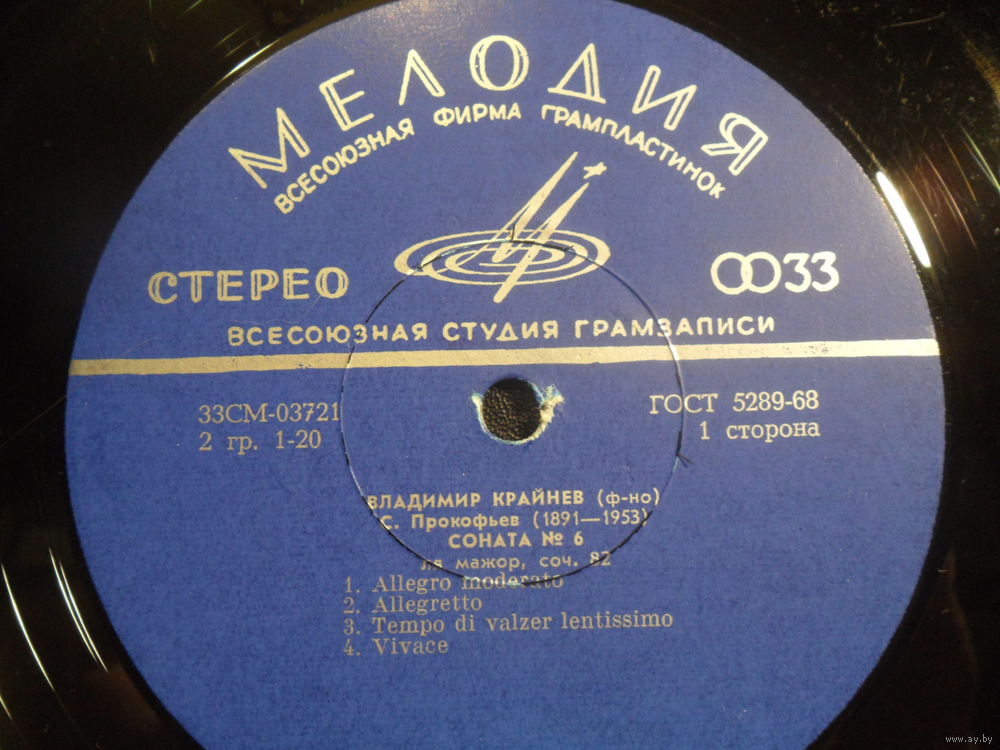 МЕЛОДИЯ
ВСЕСОЮЗНАЯ ФИРМА ГРАМПЛАСТИНОК
СТЕРЕО
33
ВСЕСОЮЗНАЯ СТУДИЯ ГРАМЗАПИСИ
33СМ-03721
ГОСТ 5289-68
2 гр. 1-20
1 сторона
ВЛАДИМИР КРАЙНЕВ (ф-но)
С. Прокофьев (1891—1953)
СОНАТА № 6
ля мажор, соч. 82
1. Allegro moderato
2. Allegretto
3. Tempo di valzer lentissimo
4. Vivace
www.ay.by